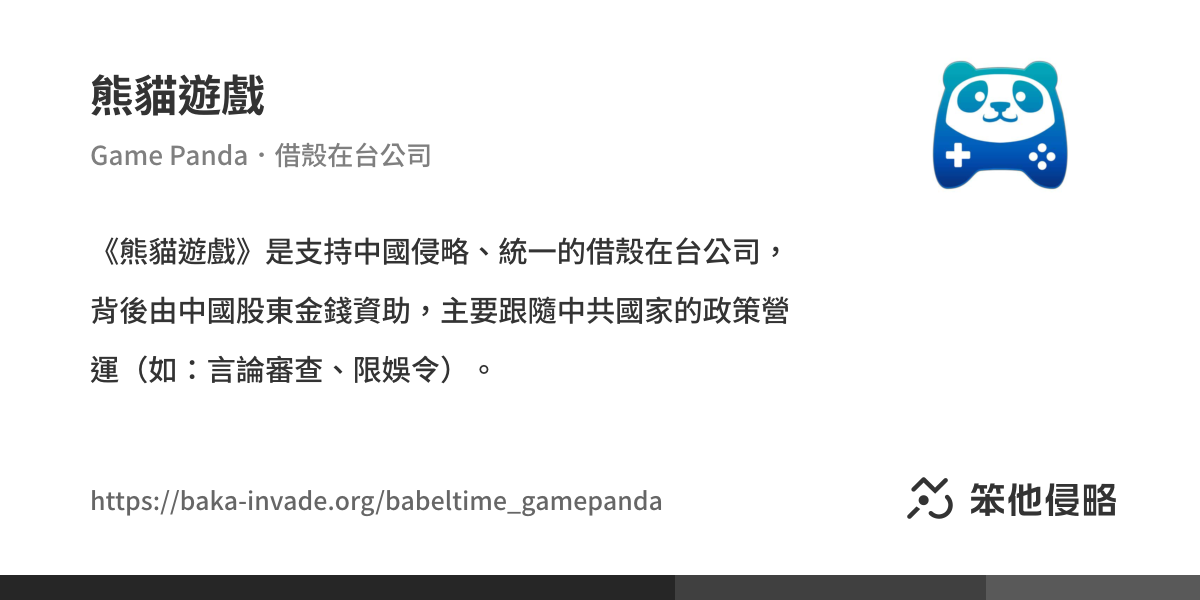 熊貓遊戲
Game Panda・借殼在台公司
《熊貓遊戲》是支持中國侵略、統一的借殼在台公司，
背後由中國股東金錢資助，主要跟隨中共國家的政策營
運（如：言論審查、限娛令）。
https://baka-invade.org/babeltime_gamepanda
笨他侵略